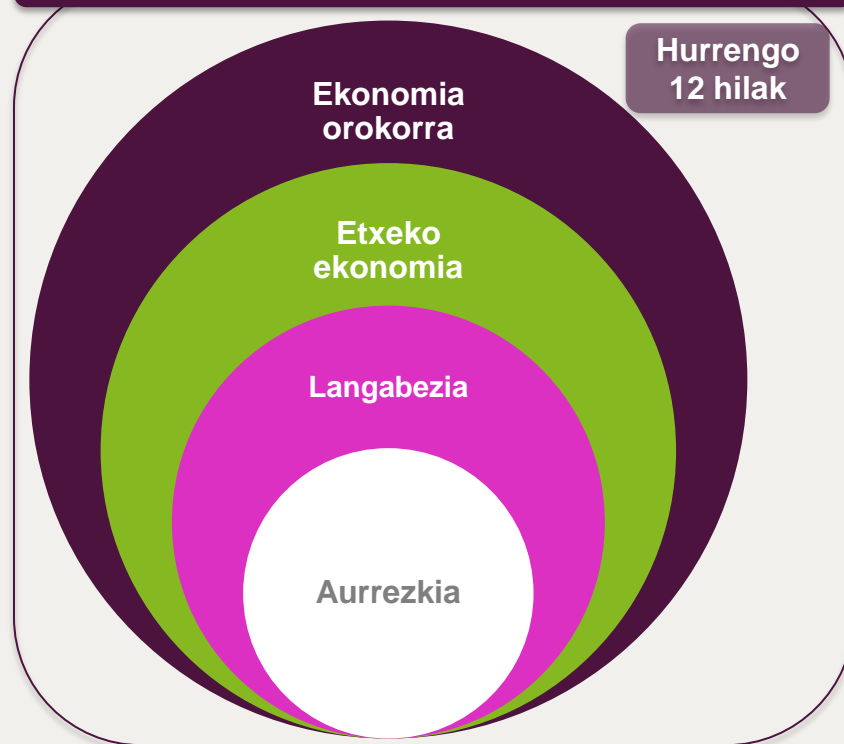 Hurrengo
12 hilak
Ekonomia
orokorra
Etxeko
ekonomia
Langabezia
Aurrezkia